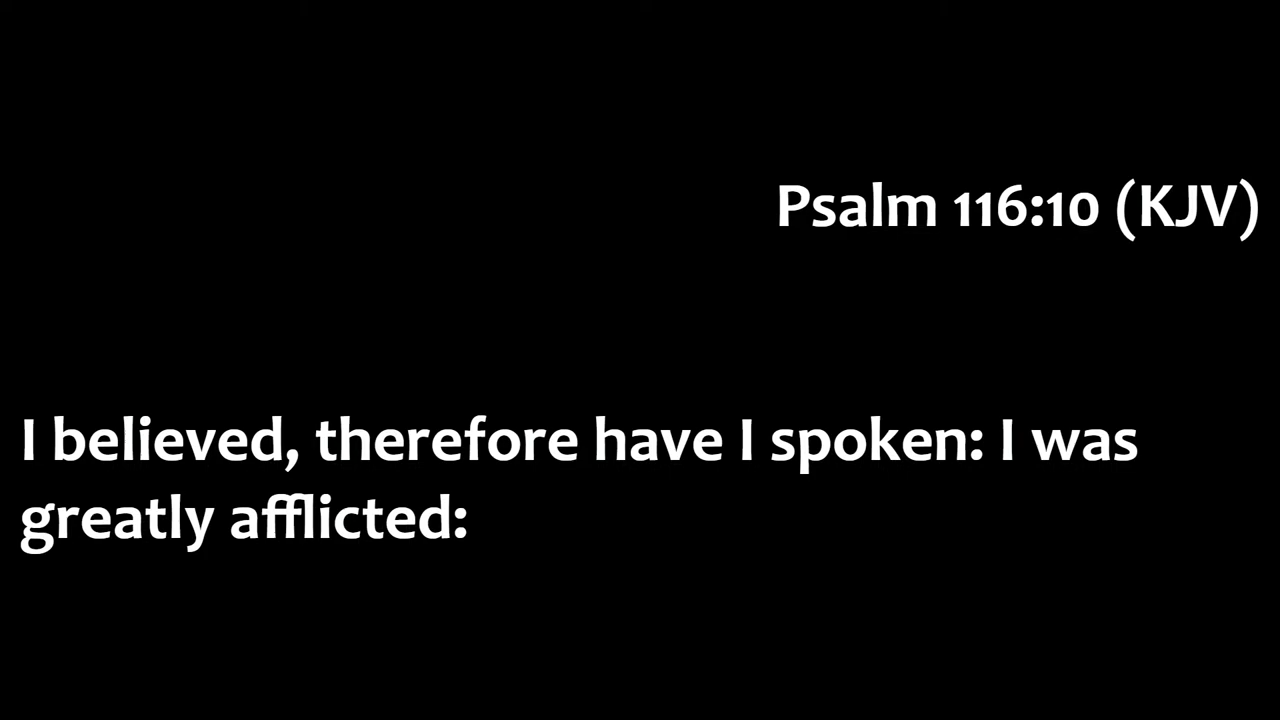 Psalm 116:10 (KJV)
I believed, therefore have I spoken: I was
greatly afflicted: